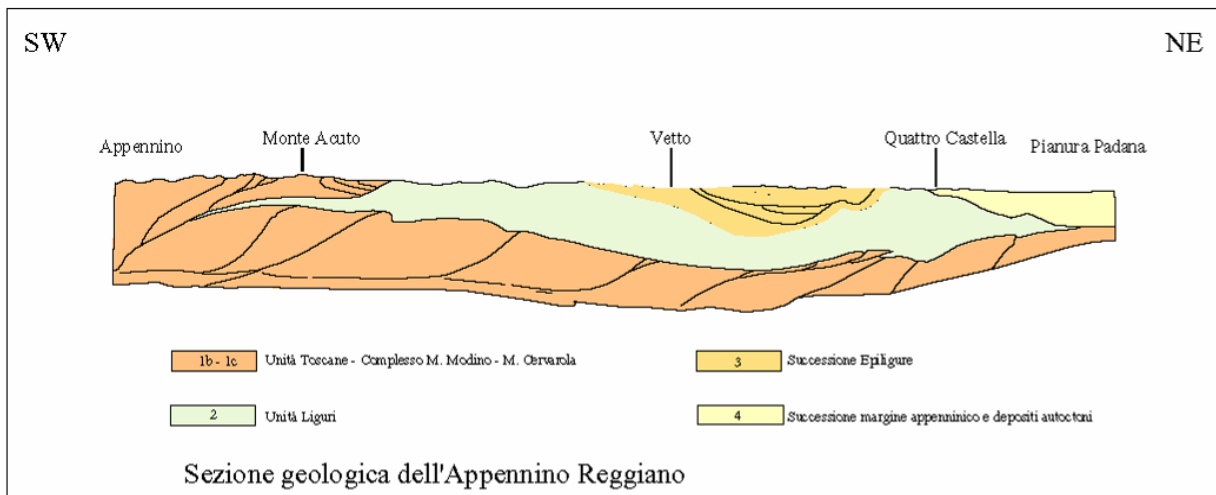 SW
NE
Appennino
Monte Acuto
Vetto
Quattro Castella
Pianura Padana
1b - 1c Unità Toscane - Complesso M. Modino - M. Cervarola
3 Successione Epiligure
2 Unità Liguri
4 Successione margine appenninico e depositi autoctoni
Sezione geologica dell'Appennino Reggiano